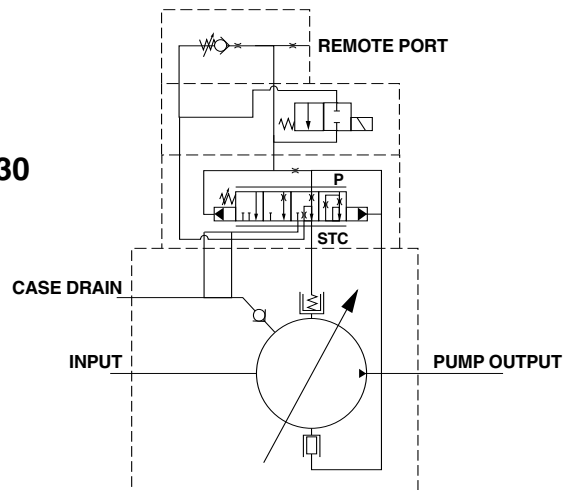 REMOTE PORT
30
P
STC
CASE DRAIN
INPUT
PUMP OUTPUT